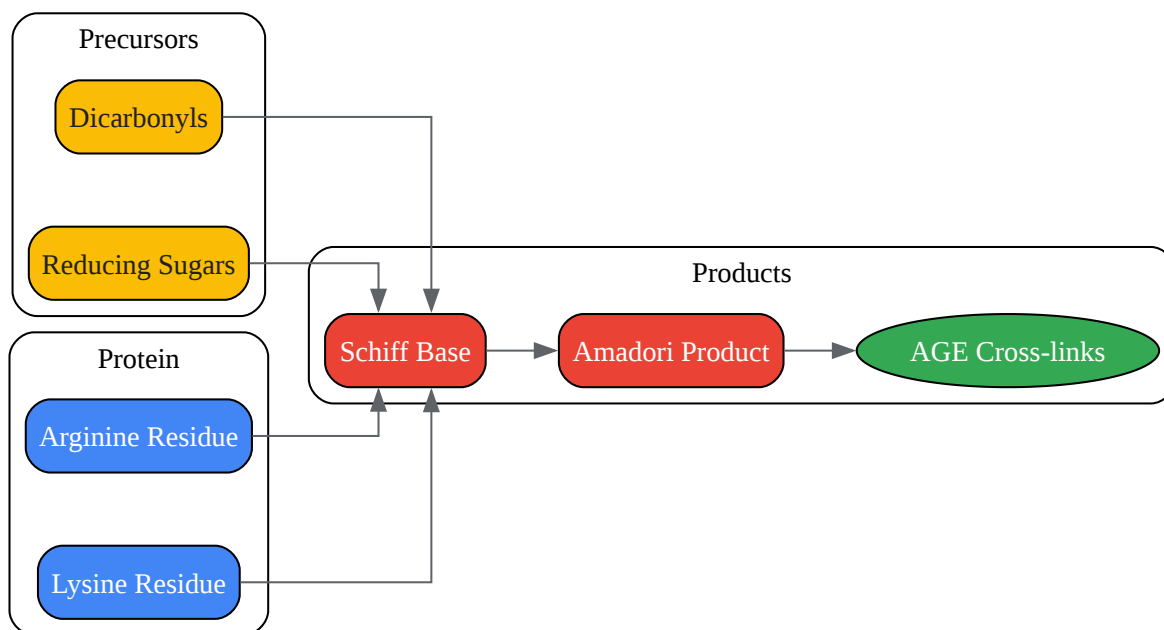 Precursors
Dicarbonyls
Reducing Sugars
Products
Schiff Base
Amadori Product
AGE Cross-links
Protein
Arginine Residue
Lysine Residue